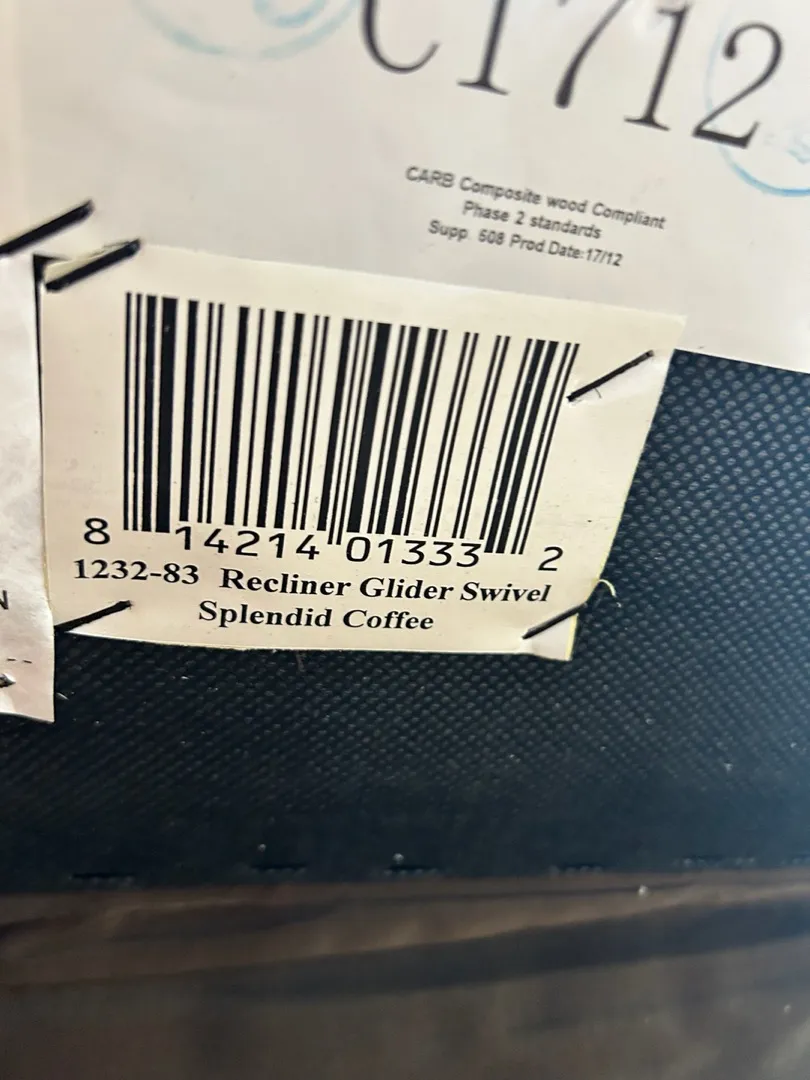 C1712
CARB Composite wood Compliant
Phase 2 standards
Supp. 608 Prod.Date:17/12
8 14214 01333 2
1232-83 Recliner Glider Swivel
Splendid Coffee
N